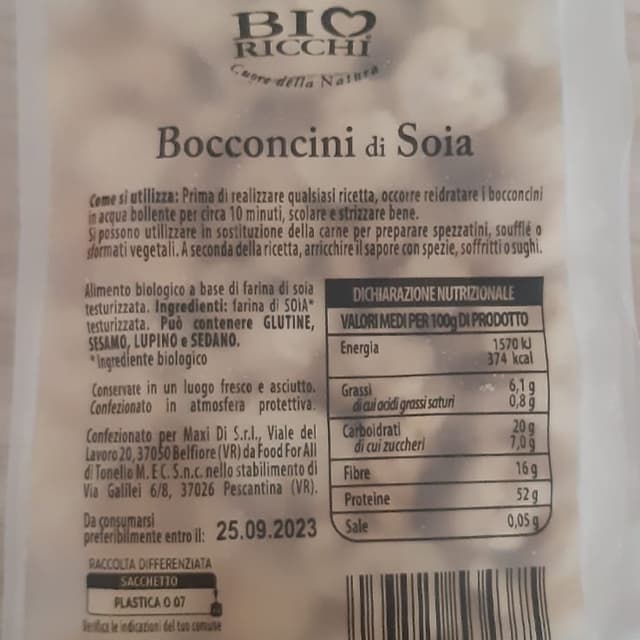 BIO
RICCHI
Cuore della Natura
Bocconcini di Soia
Come si utilizza: Prima di realizzare qualsiasi ricetta, occorre reidratare i bocconcini
in acqua bollente per circa 10 minuti, scolare e strizzare bene.
Si possono utilizzare in sostituzione della carne per preparare spezzatini, soufflé o
sformati vegetali. A seconda della ricetta, arricchire il sapore con spezie, soffritti o sughi.
Alimento biologico a base di farina di soia
testurizzata. Ingredienti: farina di SOIA*
testurizzata. Può contenere GLUTINE,
SESAMO, LUPINO e SEDANO.
*Ingrediente biologico
Conservate in un luogo fresco e asciutto.
Confezionato in atmosfera protettiva.
Confezionato per Maxi Di S.r.l., Viale del
Lavoro 20, 37050 Belfiore (VR) da Food For All
di Tonello M. E C. S.n.c. nello stabilimento di
Via Galilei 6/8, 37026 Pescantina (VR).
Da consumarsi
preferibilmente entro il: 25.09.2023
RACCOLTA DIFFERENZIATA
SACCHETTO
PLASTICA O 07
Verifica le indicazioni del tuo comune
DICHIARAZIONE NUTRIZIONALE
VALORI MEDI PER 100g DI PRODOTTO
Energia 1570 kJ
374 kcal
Grassi 6,1 g
di cui acidi grassi saturi 0,8 g
Carboidrati 20 g
di cui zuccheri 7,0 g
Fibre 16 g
Proteine 52 g
Sale 0,05 g